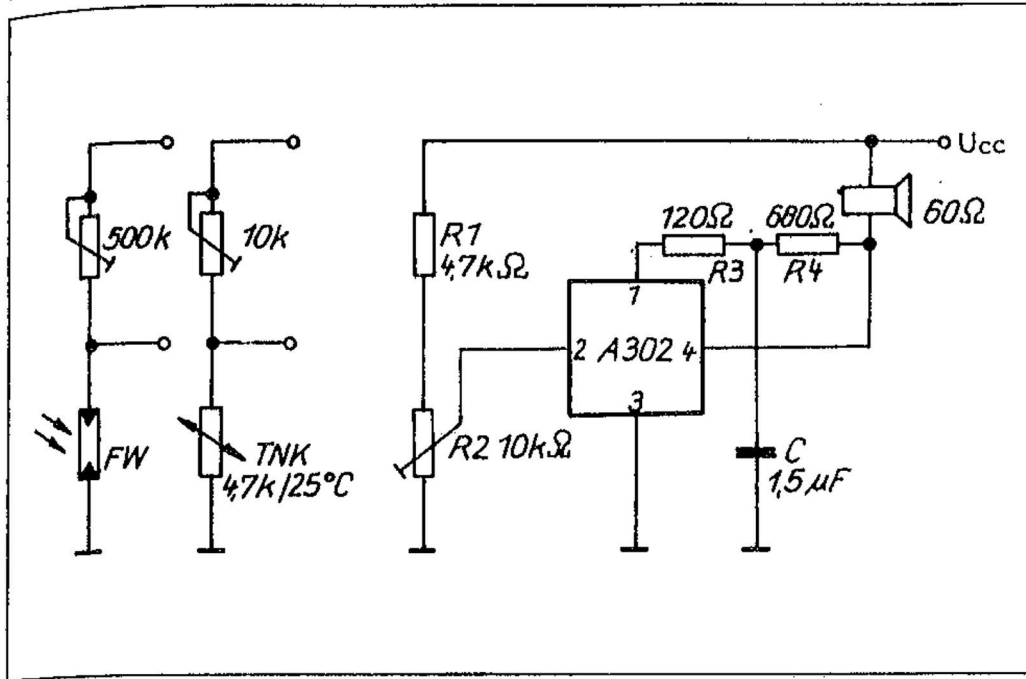 500k
10k
FW
TNK
4,7k/25°C
R1
4,7kΩ
R2 10kΩ
120Ω
R3
680Ω
R4
60Ω
Ucc
1
2 A302 4
3
C
1,5µF